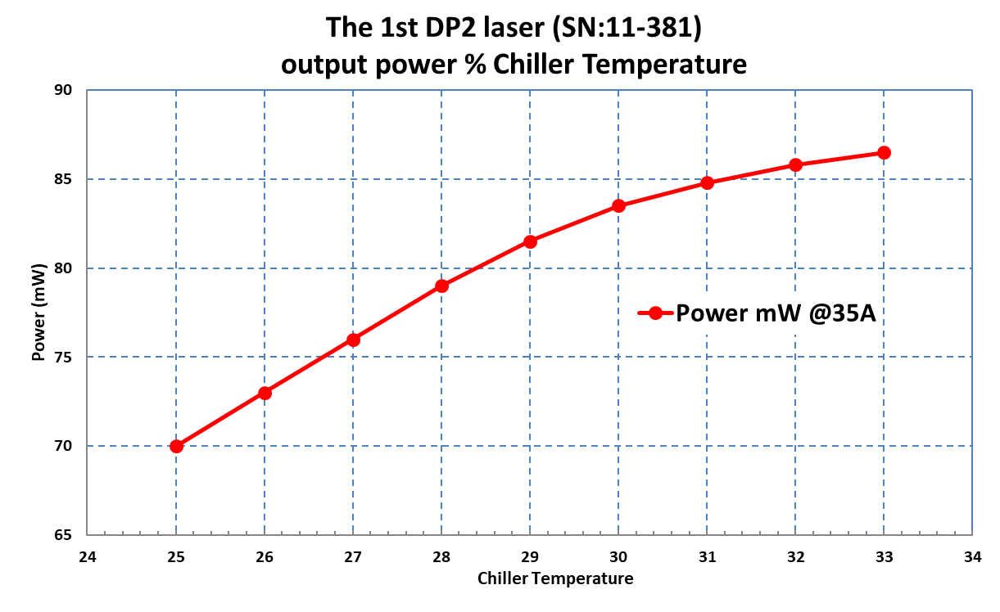 The 1st DP2 laser (SN:11-381)
output power % Chiller Temperature
90
85
80
75
70
65
Power (mW)
Power mW @35A
24 25 26 27 28 29 30 31 32 33 34
Chiller Temperature